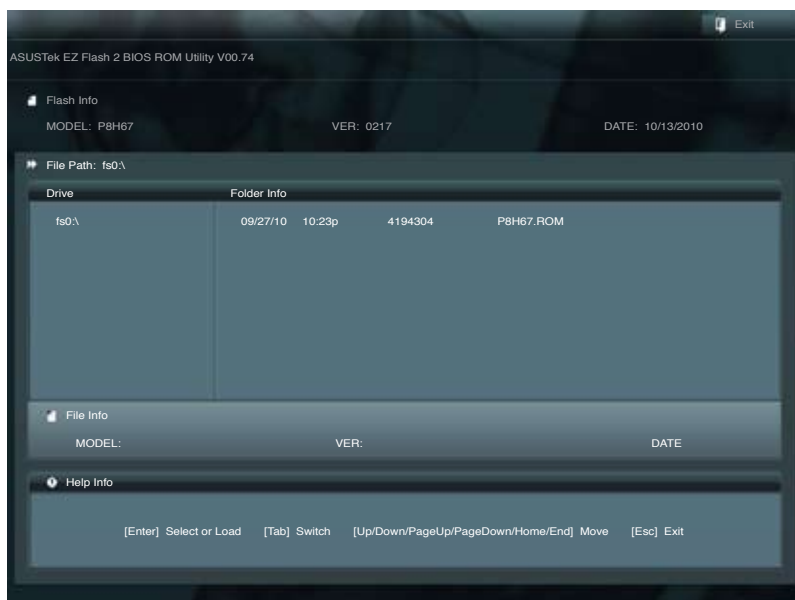 Exit
ASUSTek EZ Flash 2 BIOS ROM Utility V00.74
Flash Info
MODEL: P8H67 VER: 0217 DATE: 10/13/2010
File Path: fs0:\
Drive Folder Info
fs0:\ 09/27/10 10:23p 4194304 P8H67.ROM
File Info
MODEL: VER: DATE
Help Info
[Enter] Select or Load [Tab] Switch [Up/Down/PageUp/PageDown/Home/End] Move [Esc] Exit